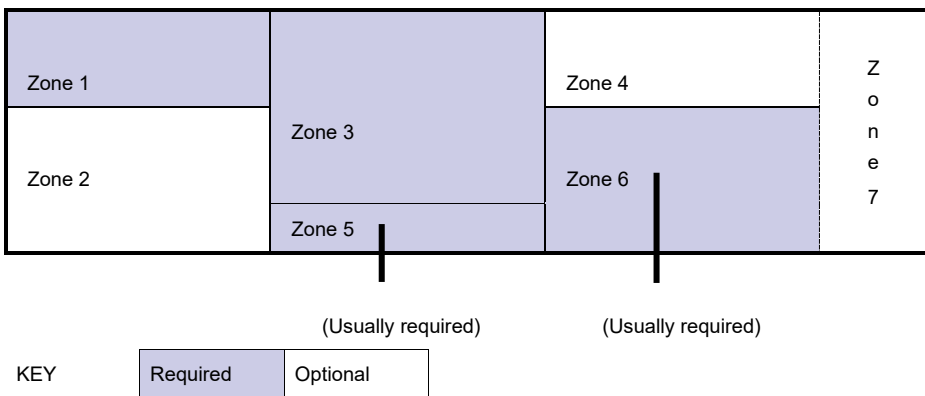 Zone 1
Zone 2
Zone 3
Zone 5
Zone 4
Zone 6
Z
o
n
e
7
(Usually required) (Usually required)
KEY Required Optional